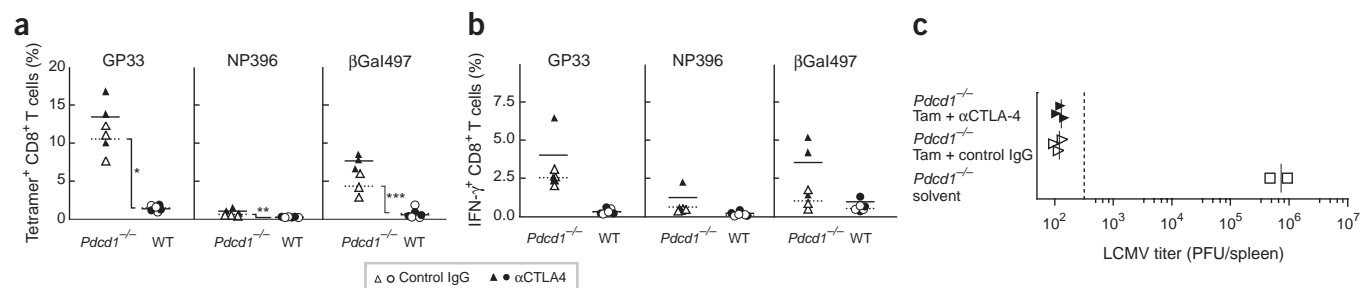 a
GP33 NP396 βGal497
Tetramer⁺ CD8⁺ T cells (%)
20
15
10
5
0
* ** ***
Pdcd1⁻/⁻ WT Pdcd1⁻/⁻ WT Pdcd1⁻/⁻ WT
b
GP33 NP396 βGal497
IFN-γ⁺ CD8⁺ T cells (%)
7.5
5.0
2.5
0.0
Pdcd1⁻/⁻ WT Pdcd1⁻/⁻ WT Pdcd1⁻/⁻ WT
Control IgG αCTLA4
c
Pdcd1⁻/⁻
Tam + αCTLA-4
Pdcd1⁻/⁻
Tam + control IgG
Pdcd1⁻/⁻
solvent
10² 10³ 10⁴ 10⁵ 10⁶ 10⁷
LCMV titer (PFU/spleen)